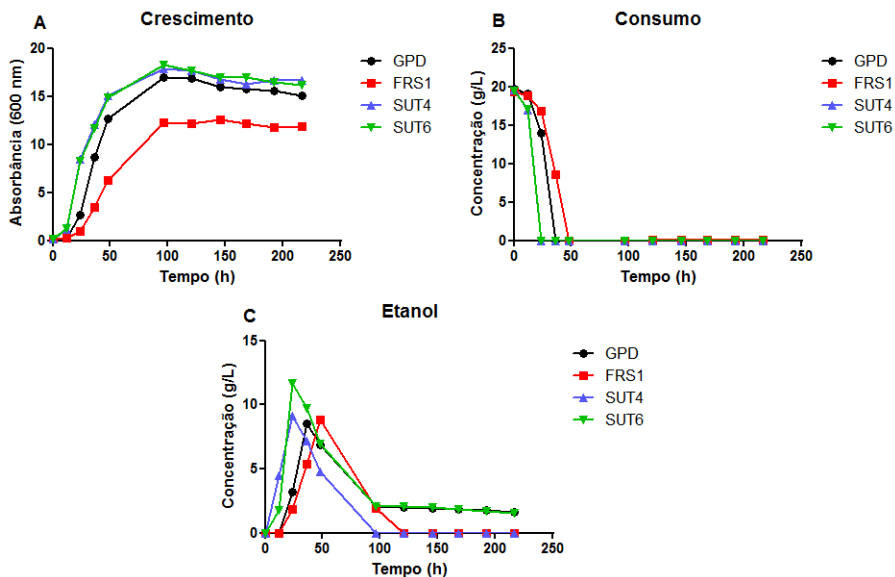 A
Crescimento
Absorbância (600 nm)
20
15
10
5
0
0
50
100
150
200
250
Tempo (h)
GPD
FRS1
SUT4
SUT6
B
Consumo
Concentração (g/L)
25
20
15
10
5
0
0
50
100
150
200
250
Tempo (h)
GPD
FRS1
SUT4
SUT6
C
Etanol
Concentração (g/L)
15
10
5
0
0
50
100
150
200
250
Tempo (h)
GPD
FRS1
SUT4
SUT6